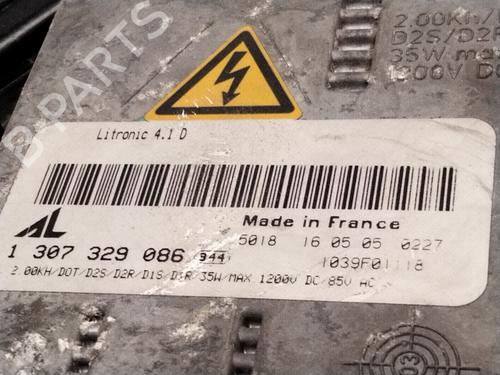 2.00Kh/
D2S/D2R
35W max
1200V D
B-PARTS
Litronic 4.1 D
AL
Made in France
1 307 329 086 944
5018 16 05 05 0227
1039F01118
2.00KH/DOT/D2S/D2R/D1S/D1R/35W/MAX 1200V DC/85V AC
03